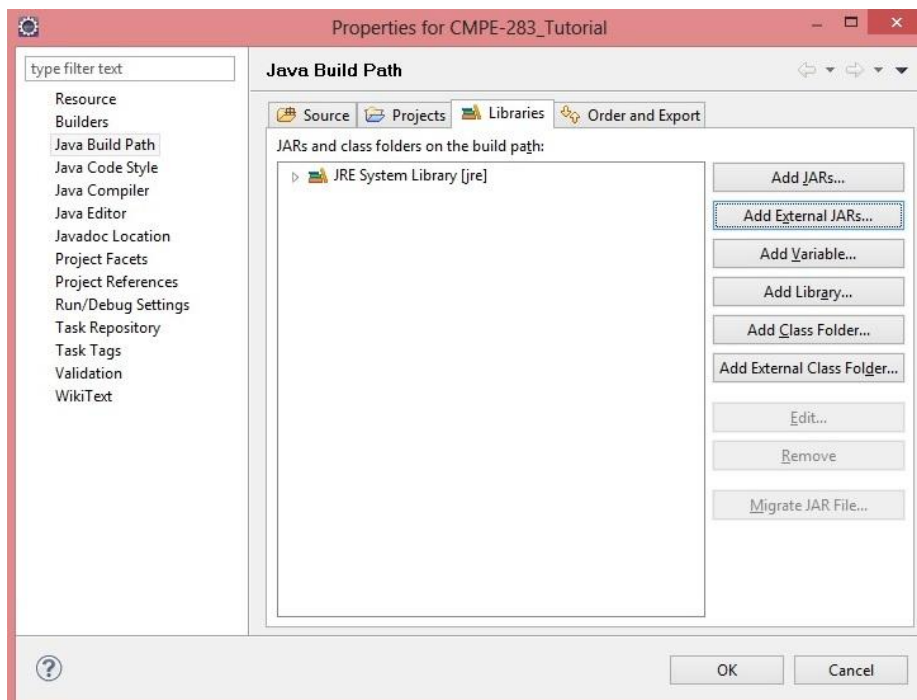 Properties for CMPE-283_Tutorial
type filter text
Resource
Builders
Java Build Path
Java Code Style
Java Compiler
Java Editor
Javadoc Location
Project Facets
Project References
Run/Debug Settings
Task Repository
Task Tags
Validation
WikiText
Java Build Path
Source Projects Libraries Order and Export
JARs and class folders on the build path:
JRE System Library [jre]
Add JARs...
Add External JARs...
Add Variable...
Add Library...
Add Class Folder...
Add External Class Folder...
Edit...
Remove
Migrate JAR File...
OK Cancel